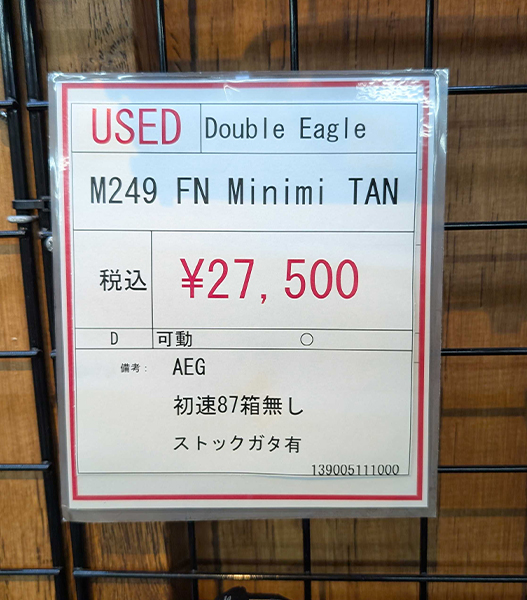 USED Double Eagle
M249 FN Minimi TAN
税込 ¥27,500
D 可動 ○
備考： AEG
初速87箱無し
ストックガタ有
139005111000